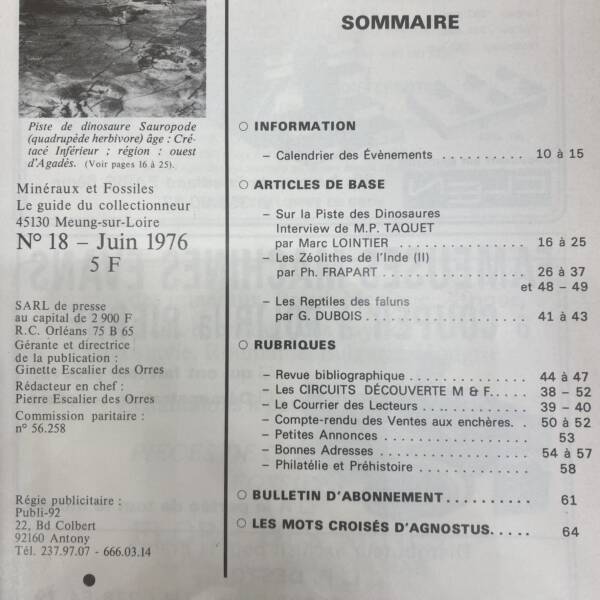 Piste de dinosaure Sauropode
(quadrupède herbivore) âge : Cré-
tacé Inférieur ; région : ouest
d'Agadès. (Voir pages 16 à 25).
Minéraux et Fossiles
Le guide du collectionneur
45130 Meung-sur-Loire
N° 18 – Juin 1976
5 F
SARL de presse
au capital de 2 900 F
R.C. Orléans 75 B 65
Gérante et directrice
de la publication :
Ginette Escalier des Orres
Rédacteur en chef :
Pierre Escalier des Orres
Commission paritaire :
n° 56.258
Régie publicitaire :
Publi-92
22, Bd Colbert
92160 Antony
Tél. 237.97.07 - 666.03.14
SOMMAIRE
○ INFORMATION
– Calendrier des Évènements .......... 10 à 15
○ ARTICLES DE BASE
– Sur la Piste des Dinosaures
Interview de M.P. TAQUET
par Marc LOINTIER ............... 16 à 25
– Les Zéolithes de l'Inde (II)
par Ph. FRAPART ................ 26 à 37
et 48 – 49
– Les Reptiles des faluns
par G. DUBOIS ................... 41 à 43
○ RUBRIQUES
– Revue bibliographique .............. 44 à 47
– Les CIRCUITS DÉCOUVERTE M & F..... 38 – 52
– Le Courrier des Lecteurs ............ 39 – 40
– Compte-rendu des Ventes aux enchères. . 50 à 52
– Petites Annonces ................ 53
– Bonnes Adresses ................ 54 à 57
– Philatélie et Préhistoire ............. 58
○ BULLETIN D'ABONNEMENT.......... 61
○ LES MOTS CROISÉS D'AGNOSTUS..... 64